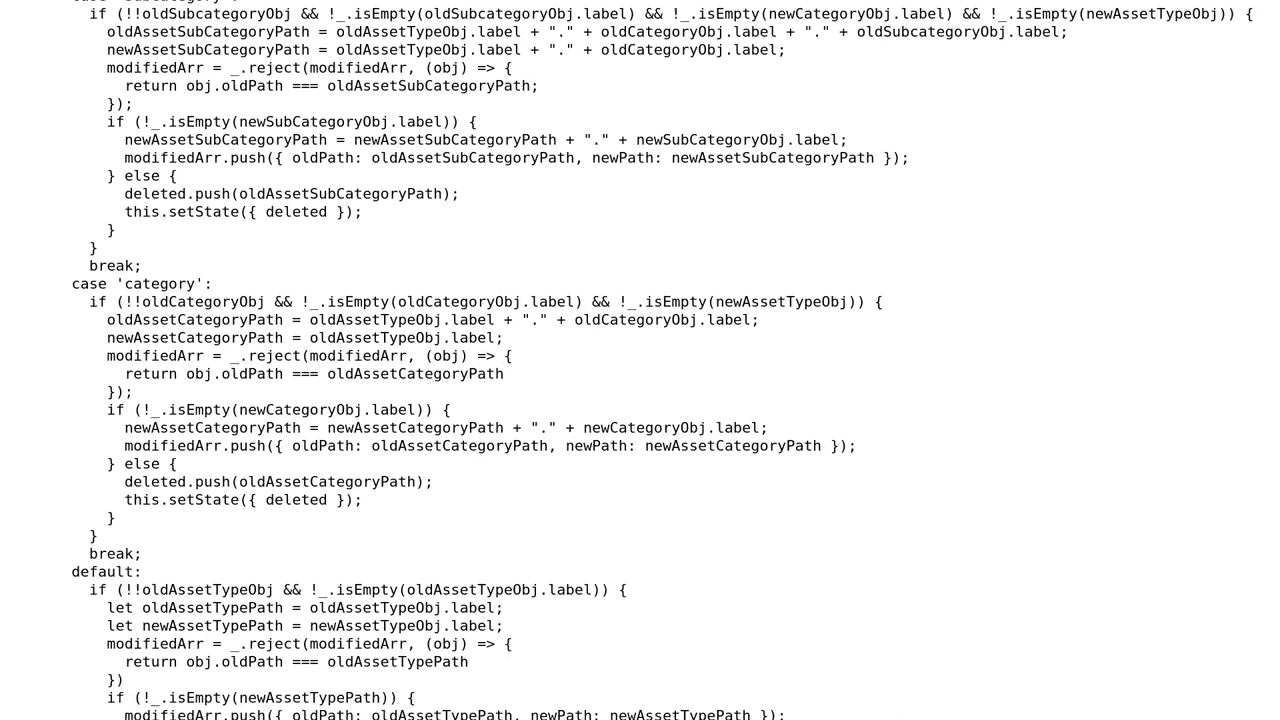 if (!!oldSubcategoryObj && !_.isEmpty(oldSubcategoryObj.label) && !_.isEmpty(newCategoryObj.label) && !_.isEmpty(newAssetTypeObj)) {
oldAssetSubCategoryPath = oldAssetTypeObj.label + "." + oldCategoryObj.label + "." + oldSubcategoryObj.label;
newAssetSubCategoryPath = oldAssetTypeObj.label + "." + oldCategoryObj.label;
modifiedArr = _.reject(modifiedArr, (obj) => {
return obj.oldPath === oldAssetSubCategoryPath;
});
if (!_.isEmpty(newSubCategoryObj.label)) {
newAssetSubCategoryPath = newAssetSubCategoryPath + "." + newSubCategoryObj.label;
modifiedArr.push({ oldPath: oldAssetSubCategoryPath, newPath: newAssetSubCategoryPath });
} else {
deleted.push(oldAssetSubCategoryPath);
this.setState({ deleted });
}
}
break;
case 'category':
if (!!oldCategoryObj && !_.isEmpty(oldCategoryObj.label) && !_.isEmpty(newAssetTypeObj)) {
oldAssetCategoryPath = oldAssetTypeObj.label + "." + oldCategoryObj.label;
newAssetCategoryPath = oldAssetTypeObj.label;
modifiedArr = _.reject(modifiedArr, (obj) => {
return obj.oldPath === oldAssetCategoryPath
});
if (!_.isEmpty(newCategoryObj.label)) {
newAssetCategoryPath = newAssetCategoryPath + "." + newCategoryObj.label;
modifiedArr.push({ oldPath: oldAssetCategoryPath, newPath: newAssetCategoryPath });
} else {
deleted.push(oldAssetCategoryPath);
this.setState({ deleted });
}
}
break;
default:
if (!!oldAssetTypeObj && !_.isEmpty(oldAssetTypeObj.label)) {
let oldAssetTypePath = oldAssetTypeObj.label;
let newAssetTypePath = newAssetTypeObj.label;
modifiedArr = _.reject(modifiedArr, (obj) => {
return obj.oldPath === oldAssetTypePath
})
if (!_.isEmpty(newAssetTypePath)) {
modifiedArr.push({ oldPath: oldAssetTypePath, newPath: newAssetTypePath });